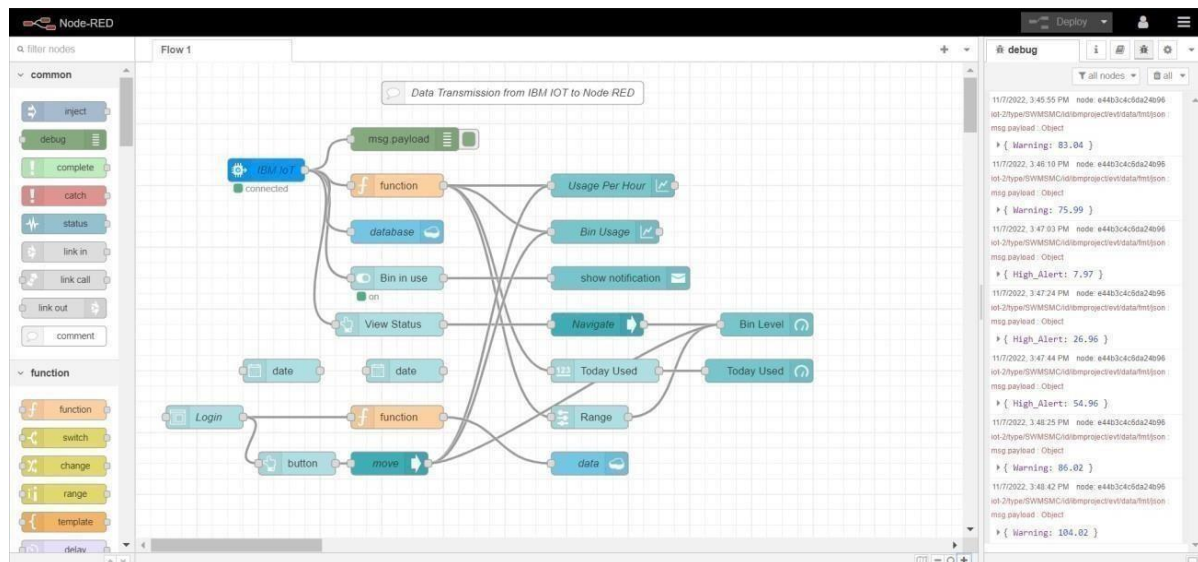 Node-RED
Deploy
filter nodes
Flow 1
debug
i
all nodes
all
common
inject
debug
complete
catch
status
link in
link call
link out
comment
function
function
switch
change
range
template
delay
Data Transmission from IBM IOT to Node RED
msg.payload
IBM IoT
connected
function
Usage Per Hour
database
Bin Usage
Bin in use
on
show notification
View Status
Navigate
Bin Level
date
date
123 Today Used
Today Used
Login
function
Range
button
move
data
11/7/2022, 3:45:55 PM node: e44b3c4c6da24b96
iot-2/type/SWMSMC/id/ibmproject/evt/data/fmt/json :
msg.payload : Object
{ Warning: 83.04 }
11/7/2022, 3:46:10 PM node: e44b3c4c6da24b96
iot-2/type/SWMSMC/id/ibmproject/evt/data/fmt/json :
msg.payload : Object
{ Warning: 75.99 }
11/7/2022, 3:47:03 PM node: e44b3c4c6da24b96
iot-2/type/SWMSMC/id/ibmproject/evt/data/fmt/json :
msg.payload : Object
{ High_Alert: 7.97 }
11/7/2022, 3:47:24 PM node: e44b3c4c6da24b96
iot-2/type/SWMSMC/id/ibmproject/evt/data/fmt/json :
msg.payload : Object
{ High_Alert: 26.96 }
11/7/2022, 3:47:44 PM node: e44b3c4c6da24b96
iot-2/type/SWMSMC/id/ibmproject/evt/data/fmt/json :
msg.payload : Object
{ High_Alert: 54.96 }
11/7/2022, 3:48:25 PM node: e44b3c4c6da24b96
iot-2/type/SWMSMC/id/ibmproject/evt/data/fmt/json :
msg.payload : Object
{ Warning: 86.02 }
11/7/2022, 3:48:42 PM node: e44b3c4c6da24b96
iot-2/type/SWMSMC/id/ibmproject/evt/data/fmt/json :
msg.payload : Object
{ Warning: 104.02 }